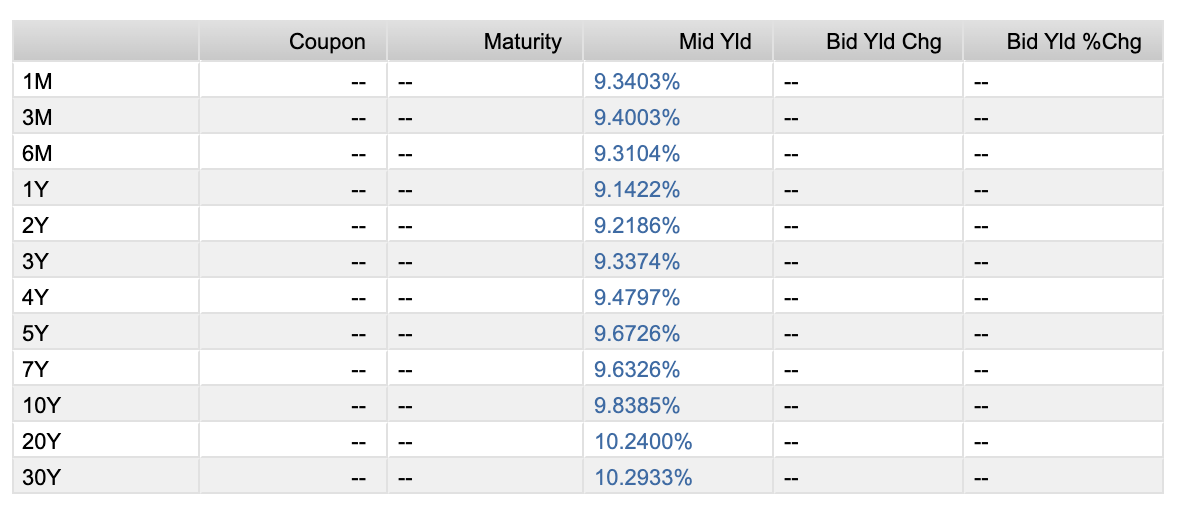 Coupon Maturity Mid Yld Bid Yld Chg Bid Yld %Chg
1M -- -- 9.3403% -- --
3M -- -- 9.4003% -- --
6M -- -- 9.3104% -- --
1Y -- -- 9.1422% -- --
2Y -- -- 9.2186% -- --
3Y -- -- 9.3374% -- --
4Y -- -- 9.4797% -- --
5Y -- -- 9.6726% -- --
7Y -- -- 9.6326% -- --
10Y -- -- 9.8385% -- --
20Y -- -- 10.2400% -- --
30Y -- -- 10.2933% -- --